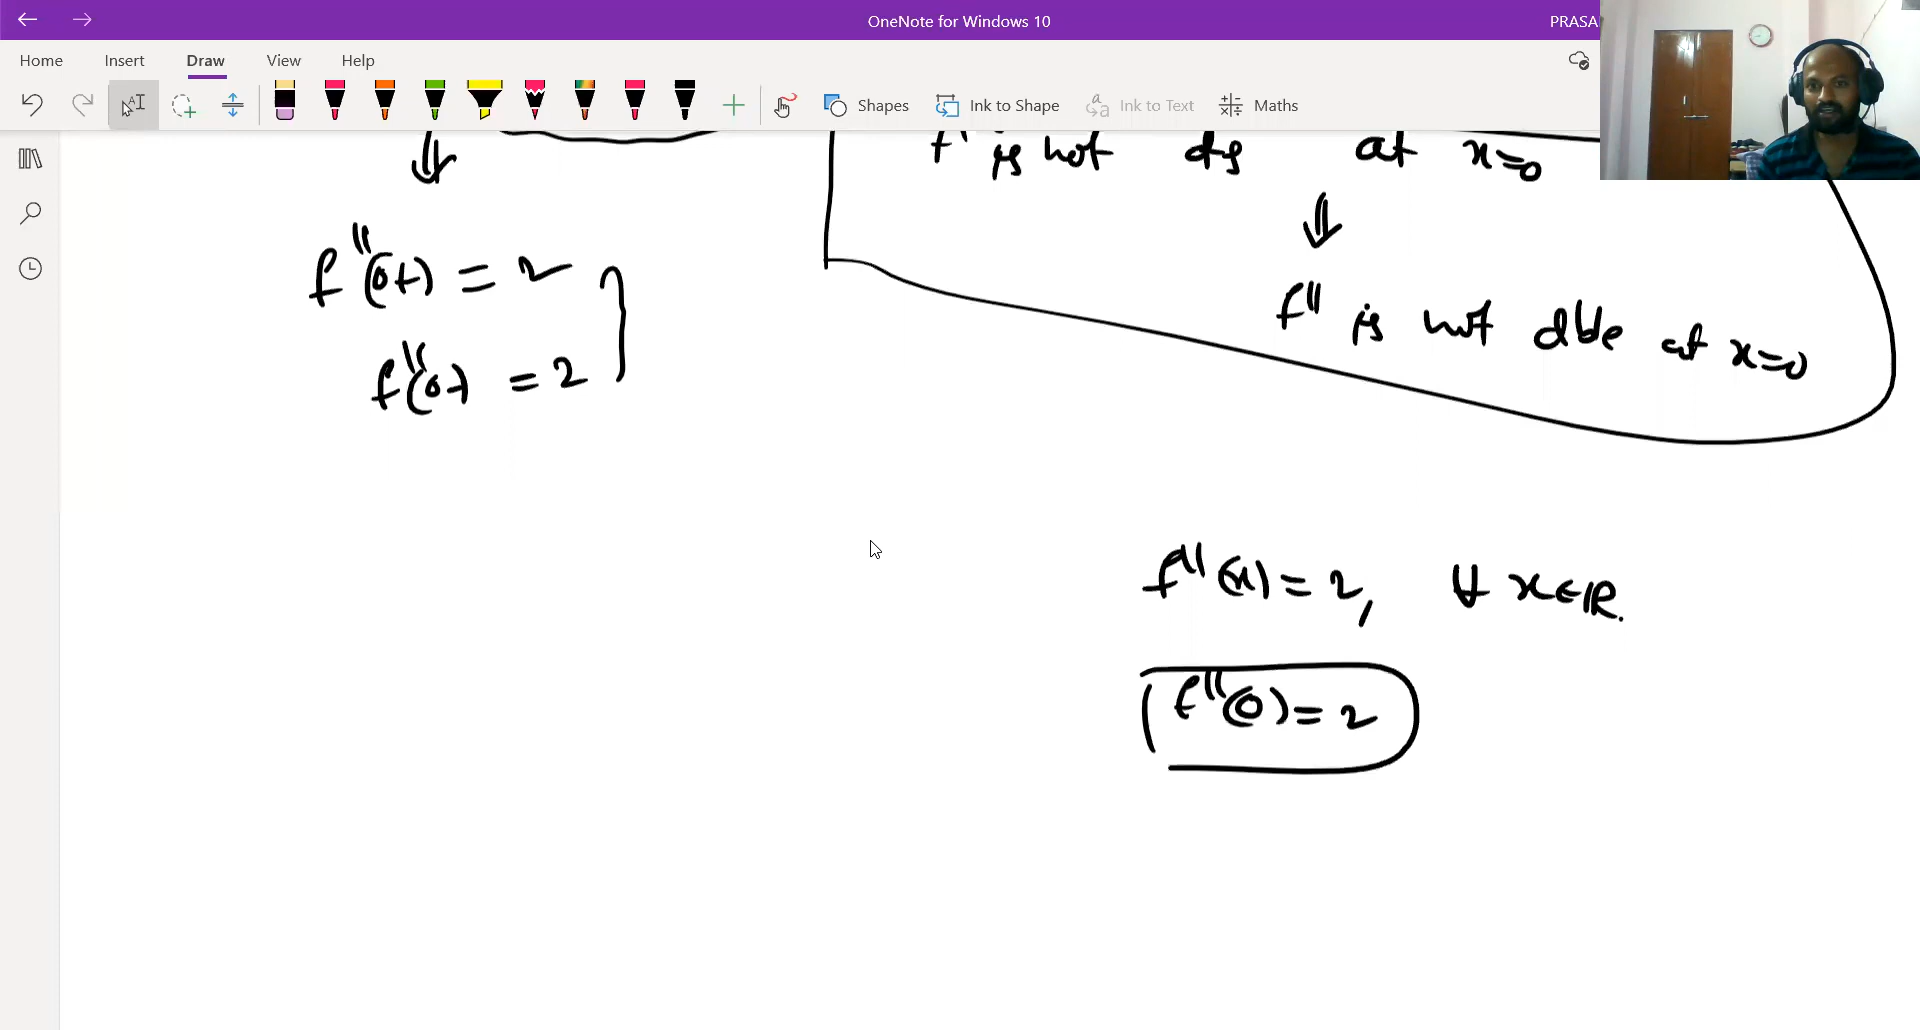 OneNote for Windows 10
PRASA
Home Insert Draw View Help
Shapes Ink to Shape Ink to Text Maths
is not at x=0
f''(0+) = 2
f''(0-) = 2
f'' is not dble at x=0
f''(x) = 2, ∀ x∈ℝ.
f''(0) = 2